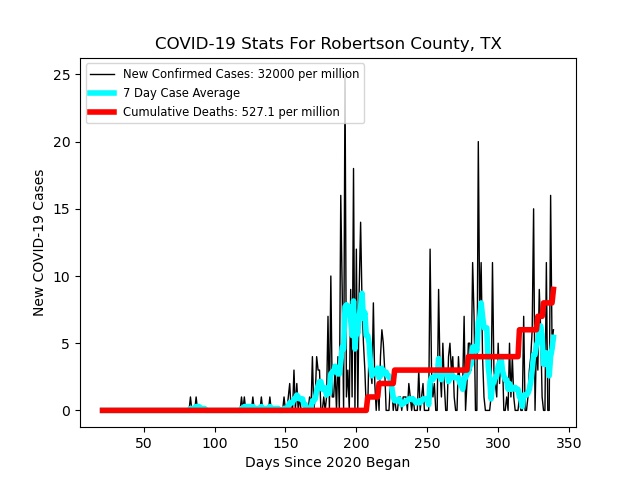 COVID-19 Stats For Robertson County, TX
New Confirmed Cases: 32000 per million
7 Day Case Average
Cumulative Deaths: 527.1 per million
New COVID-19 Cases
25
20
15
10
5
0
50
100
150
200
250
300
350
Days Since 2020 Began